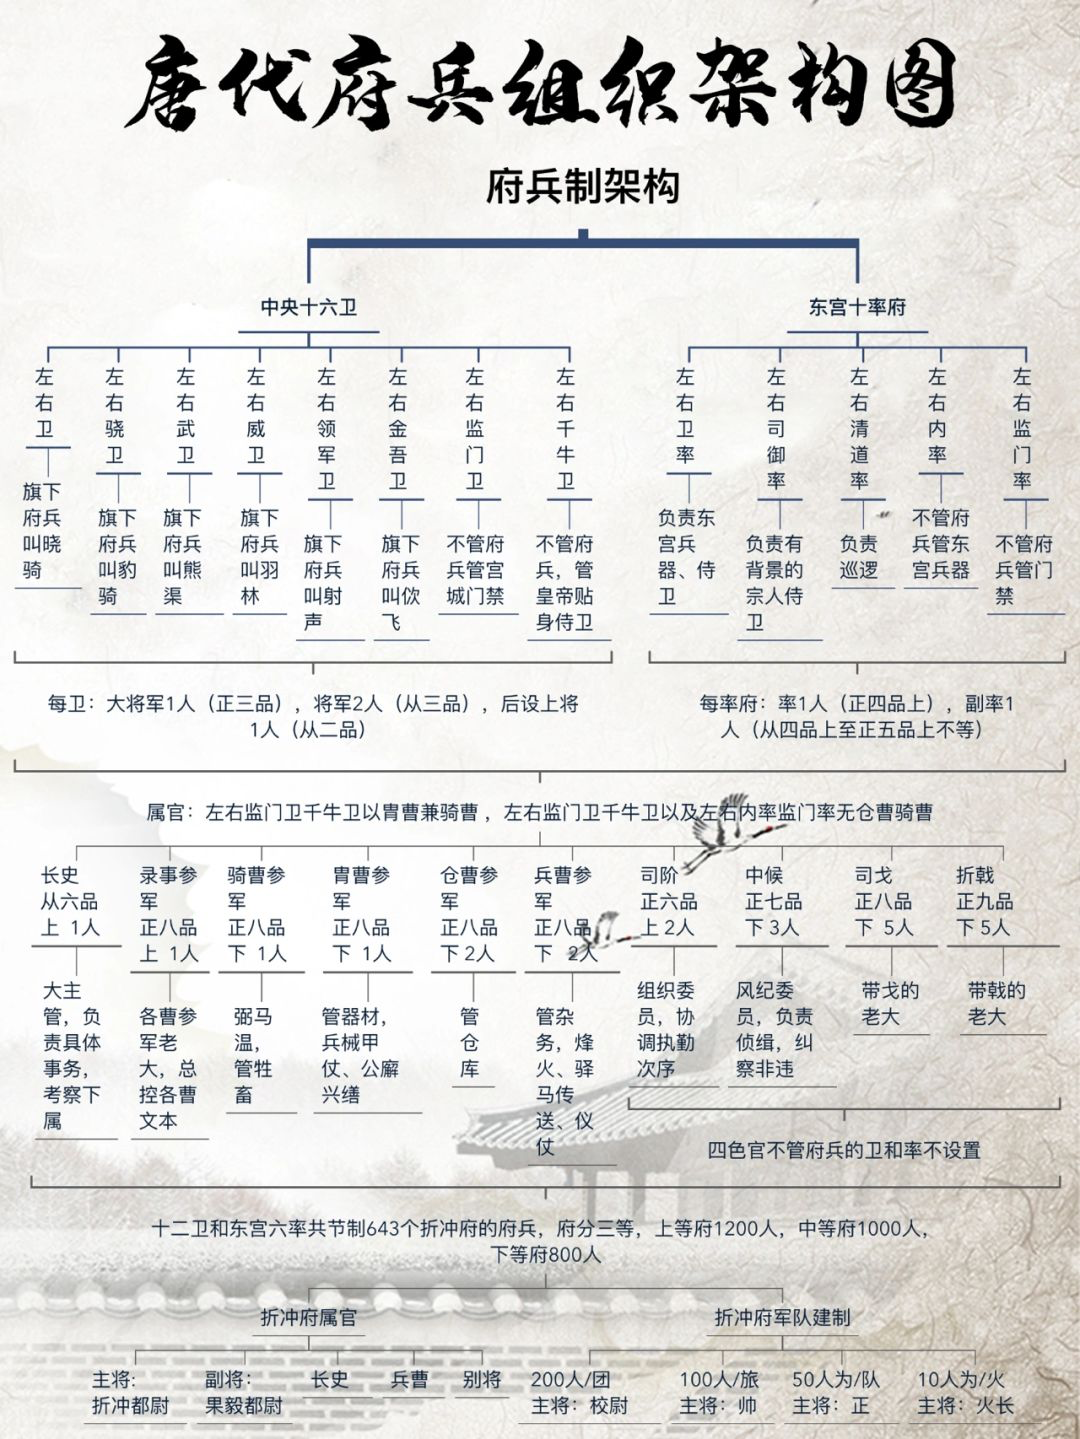 唐代府兵组织架构图
府兵制架构
中央十六卫
东宫十率府
左右卫
左右骁卫
左右武卫
左右威卫
左右领军卫
左右金吾卫
左右监门卫
左右千牛卫
左右卫率
左右司御率
左右清道率
左右内率
左右监门率
旗下
府兵
叫晓
骑
旗下
府兵
叫豹
骑
旗下
府兵
叫熊
渠
旗下
府兵
叫羽
林
旗下
府兵
叫射
声
旗下
府兵
叫佽
飞
不管府
兵管宫
城门禁
不管府
兵，管
皇帝贴
身侍卫
负责东
宫兵
器、侍
卫
负责有
背景的
宗人侍
卫
负责
巡逻
不管府
兵管东
宫兵器
不管府
兵管门
禁
每卫：大将军1人（正三品），将军2人（从三品），后设上将
1人（从二品）
每率府：率1人（正四品上），副率1
人（从四品上至正五品上不等）
属官：左右监门卫千牛卫以胄曹兼骑曹，左右监门卫千牛卫以及左右内率监门率无仓曹骑曹
长史
从六品
上 1人
录事参
军
正八品
上 1人
骑曹参
军
正八品
下 1人
胄曹参
军
正八品
下 1人
仓曹参
军
正八品
下2人
兵曹参
军
正八品
下 2人
司阶
正六品
上2人
中候
正七品
下3人
司戈
正八品
下 5人
折戟
正九品
下5人
大主
管，负
责具体
事务，
考察下
属
各曹参
军老
大，总
控各曹
文本
弼马
温，
管牲
畜
管器材，
兵械甲
仗、公廨
兴缮
管
仓
库
管杂
务，烽
火、驿
马传
送、仪
仗
组织委
员，协
调执勤
次序
风纪委
员，负责
侦缉，纠
察非违
带戈的
老大
带戟的
老大
四色官不管府兵的卫和率不设置
十二卫和东宫六率共节制643个折冲府的府兵，府分三等，上等府1200人，中等府1000人，
下等府800人
折冲府属官
折冲府军队建制
主将：
折冲都尉
副将：
果毅都尉
长史
兵曹
别将
200人/团
主将：校尉
100人/旅
主将：帅
50人为/队
主将：正
10人为/火
主将：火长